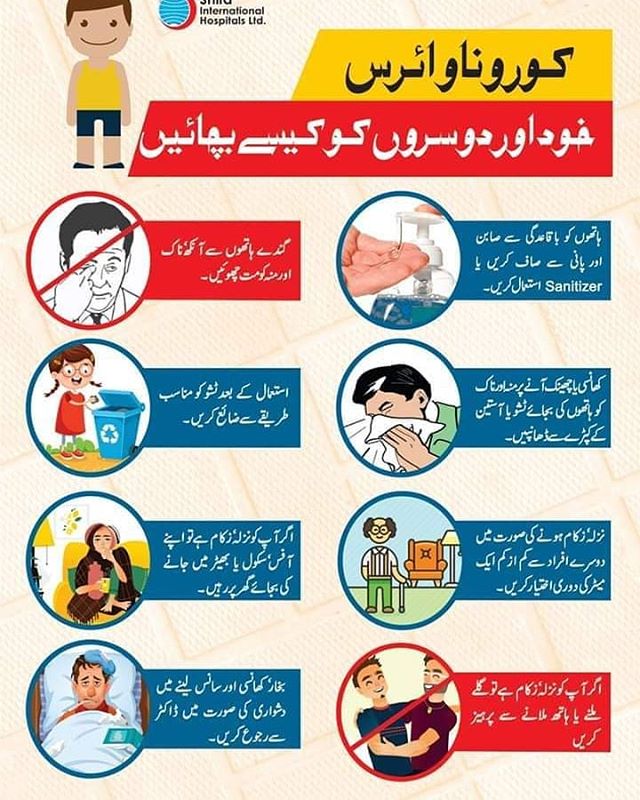 Shifa
International
Hospitals Ltd.
کورونا وائرس
خود اور دوسروں کو کیسے بچائیں
ہاتھوں کو باقاعدگی سے صابن
اور پانی سے صاف کریں یا
Sanitizer استعمال کریں۔
گندے ہاتھوں سے آنکھ، ناک
اور منہ کو مت چھوئیں۔
کھانسی یا چھینک آنے پر منہ اور ناک
کو ہاتھوں کی بجائے ٹشو یا آستین
کے کپڑے سے ڈھانپیں۔
استعمال کے بعد ٹشو کو مناسب
طریقے سے ضائع کریں۔
نزلہ زکام ہونے کی صورت میں
دوسرے افراد سے کم از کم ایک
میٹر کی دوری اختیار کریں۔
اگر آپ کو نزلہ زکام ہے تو اپنے
آفس، سکول یا بھیڑ میں جانے
کی بجائے گھر پر رہیں۔
اگر آپ کو نزلہ زکام ہے تو گلے
ملنے یا ہاتھ ملانے سے پرہیز
کریں
بخار، کھانسی اور سانس لینے میں
دشواری کی صورت میں ڈاکٹر
سے رجوع کریں۔